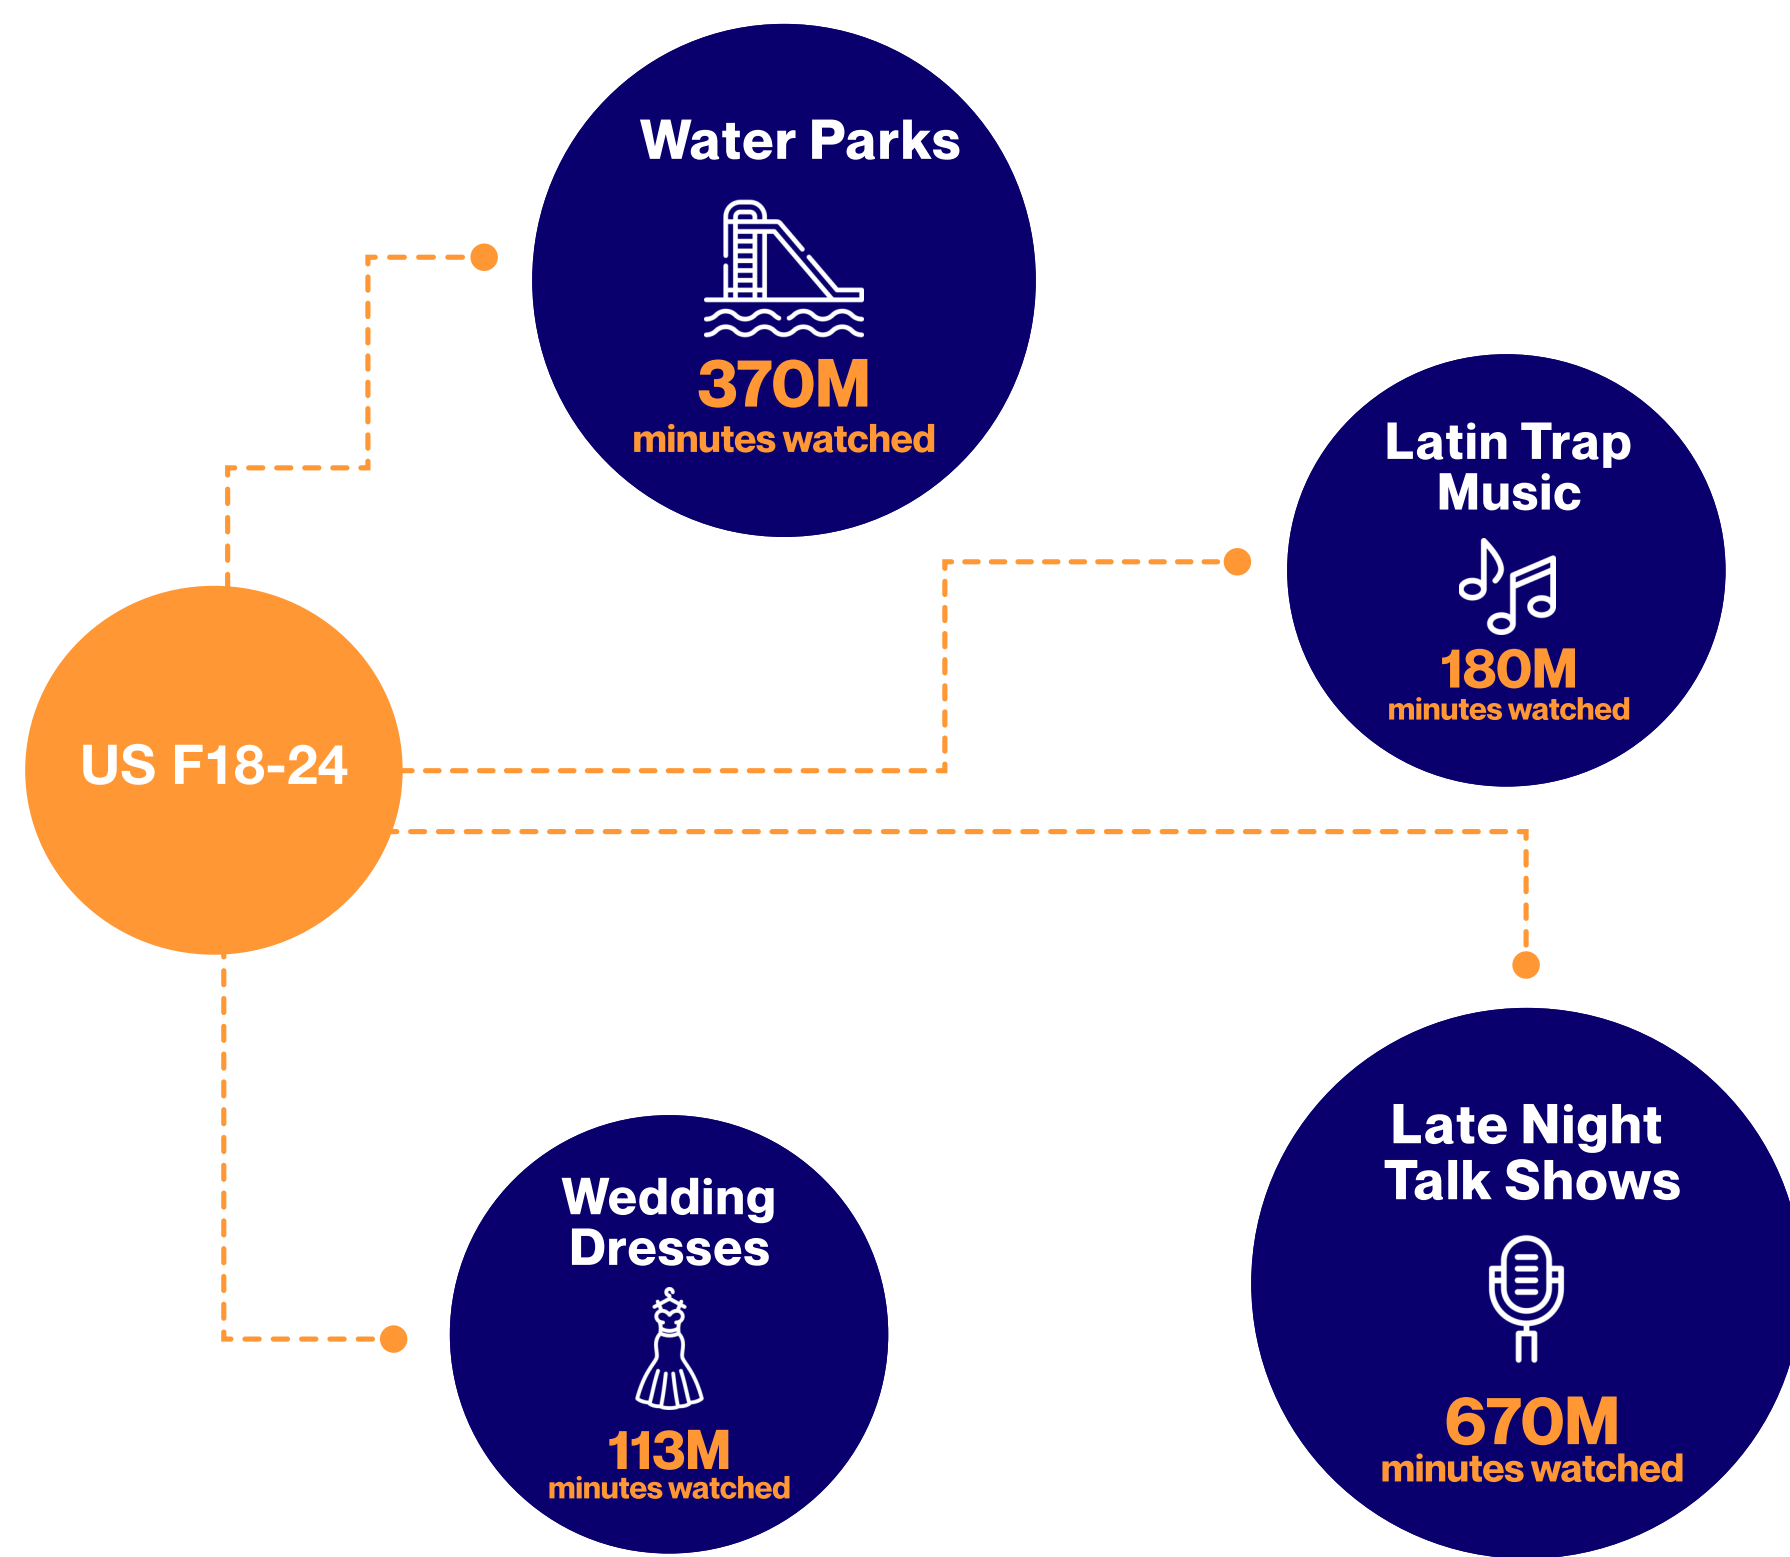 Water Parks
370M
minutes watched
Latin Trap
Music
180M
minutes watched
US F18-24
Wedding
Dresses
113M
minutes watched
Late Night
Talk Shows
670M
minutes watched